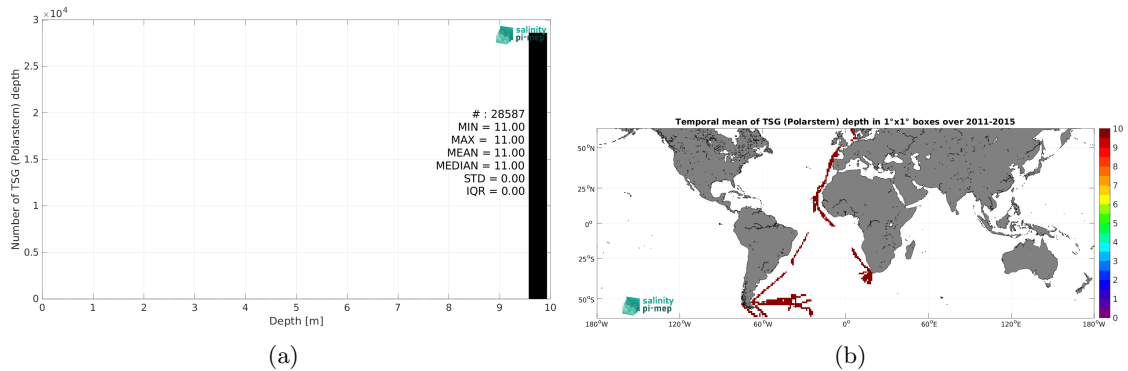 ×10⁴
3
2.5
2
1.5
1
0.5
0
Number of TSG (Polarstern) depth
salinity
pi-mep
# : 28587
MIN = 11.00
MAX = 11.00
MEAN = 11.00
MEDIAN = 11.00
STD = 0.00
IQR = 0.00
0 1 2 3 4 5 6 7 8 9 10
Depth [m]
(a)
Temporal mean of TSG (Polarstern) depth in 1°x1° boxes over 2011-2015
50°N
25°N
0°
25°S
50°S
salinity
pi-mep
180°W 120°W 60°W 0°W 60°E 120°E 180°W
10
9
8
7
6
5
4
3
2
1
0
(b)